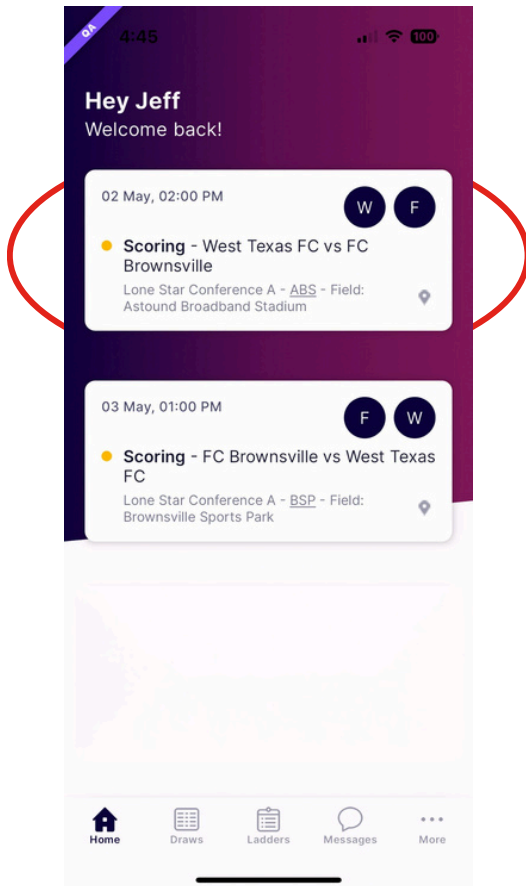 QA
4:45
100
Hey Jeff
Welcome back!
02 May, 02:00 PM
W F
Scoring - West Texas FC vs FC
Brownsville
Lone Star Conference A - ABS - Field:
Astound Broadband Stadium
03 May, 01:00 PM
F W
Scoring - FC Brownsville vs West Texas
FC
Lone Star Conference A - BSP - Field:
Brownsville Sports Park
Home Draws Ladders Messages More